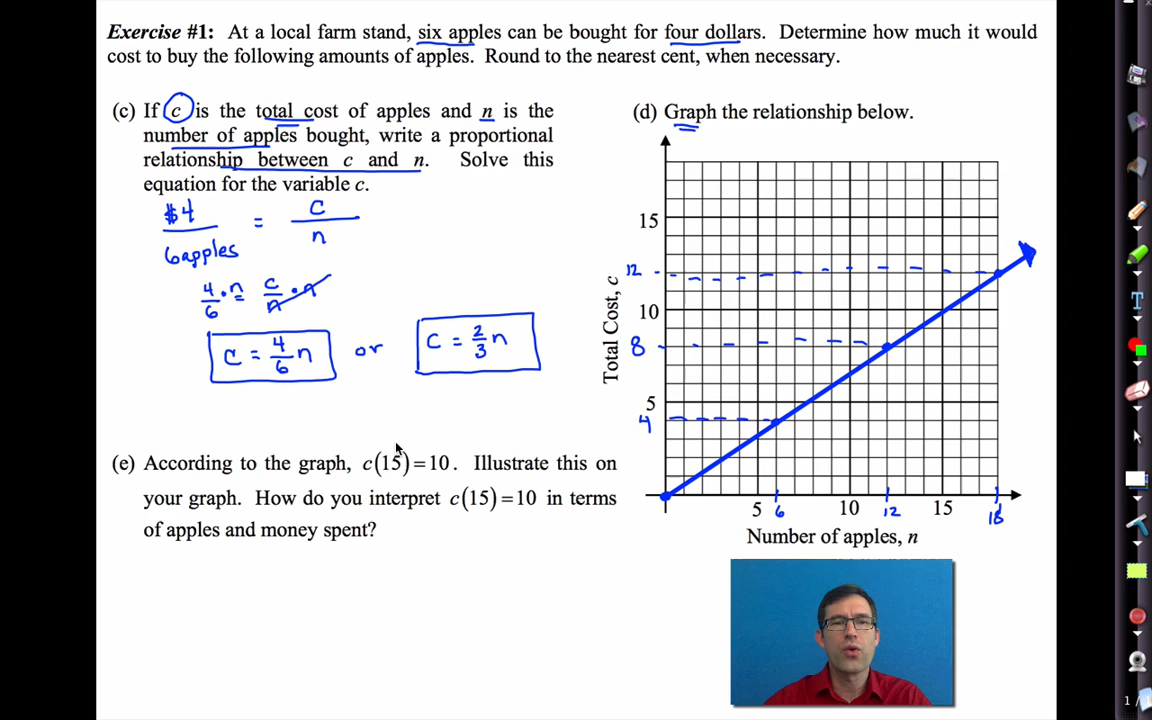 Exercise #1: At a local farm stand, six apples can be bought for four dollars. Determine how much it would
cost to buy the following amounts of apples. Round to the nearest cent, when necessary.
(c) If c is the total cost of apples and n is the
number of apples bought, write a proportional
relationship between c and n. Solve this
equation for the variable c.
$4 / 6 apples = c / n
4/6 · n = c/n · n
c = 4/6 n or c = 2/3 n
(e) According to the graph, c(15) = 10. Illustrate this on
your graph. How do you interpret c(15) = 10 in terms
of apples and money spent?
(d) Graph the relationship below.
Total Cost, c
15
12
10
8
5
4
5 6 10 12 15 18
Number of apples, n
T
1 /